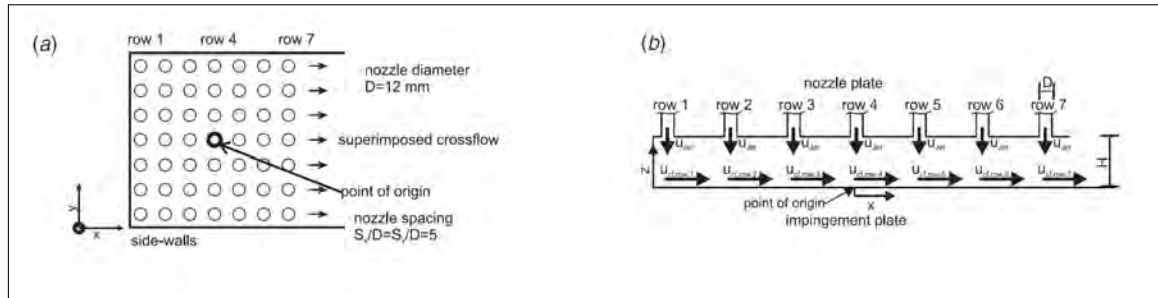 (a)
row 1 row 4 row 7
nozzle diameter
D=12 mm
superimposed crossflow
point of origin
nozzle spacing
Sx/D=Sy/D=5
y
x
side-walls
(b)
nozzle plate
D
row 1 row 2 row 3 row 4 row 5 row 6 row 7
z
H
point of origin
x
impingement plate